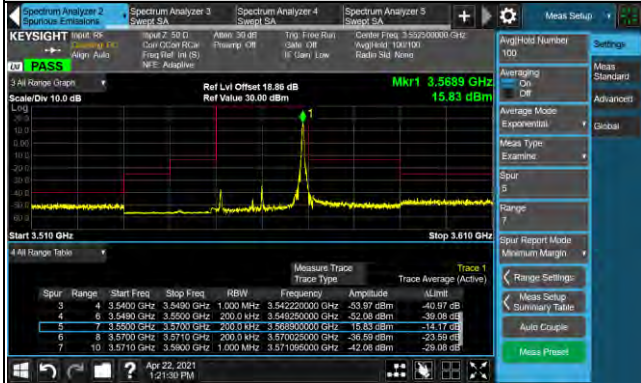 Spectrum Analyzer 2
Spurious Emissions
Spectrum Analyzer 3
Swept SA
Spectrum Analyzer 4
Swept SA
Spectrum Analyzer 5
Swept SA
Meas Setup
KEYSIGHT
Input: RF
Coupling: DC
Align: Auto
Input Z: 50 Ω
Corr CCorr RCal
Freq Ref: Int (S)
NFE: Adaptive
Atten: 30 dB
Preamp: Off
Trig: Free Run
Gate: Off
IF Gain: Low
Center Freq: 3.552500000 GHz
Avg|Hold: 100/100
Radio Std: None
LV PASS
3 All Range Graph
Scale/Div 10.0 dB
Ref Lvl Offset 18.86 dB
Ref Value 30.00 dBm
Mkr1 3.5689 GHz
15.83 dBm
Log
1
Start 3.510 GHz
Stop 3.610 GHz
4 All Range Table
Measure Trace
Trace 1
Trace Type
Trace Average (Active)
Spur Range Start Freq Stop Freq RBW Frequency Amplitude ΔLimit
3 4 3.5400 GHz 3.5490 GHz 1.000 MHz 3.542220000 GHz -53.97 dBm -40.97 dB
4 6 3.5490 GHz 3.5500 GHz 200.0 kHz 3.549250000 GHz -52.08 dBm -39.08 dB
5 7 3.5500 GHz 3.5700 GHz 200.0 kHz 3.568900000 GHz 15.83 dBm -14.17 dB
6 8 3.5700 GHz 3.5710 GHz 200.0 kHz 3.570025000 GHz -36.59 dBm -23.59 dB
7 10 3.5710 GHz 3.5900 GHz 1.000 MHz 3.571095000 GHz -42.08 dBm -29.08 dB
Avg|Hold Number
100
Averaging
On
Off
Average Mode
Exponential
Meas Type
Examine
Spur
5
Range
7
Spur Report Mode
Minimum Margin
Range Settings
Meas Setup
Summary Table
Auto Couple
Meas Preset
Settings
Meas
Standard
Advanced
Global
Apr 22, 2021
1:21:30 PM